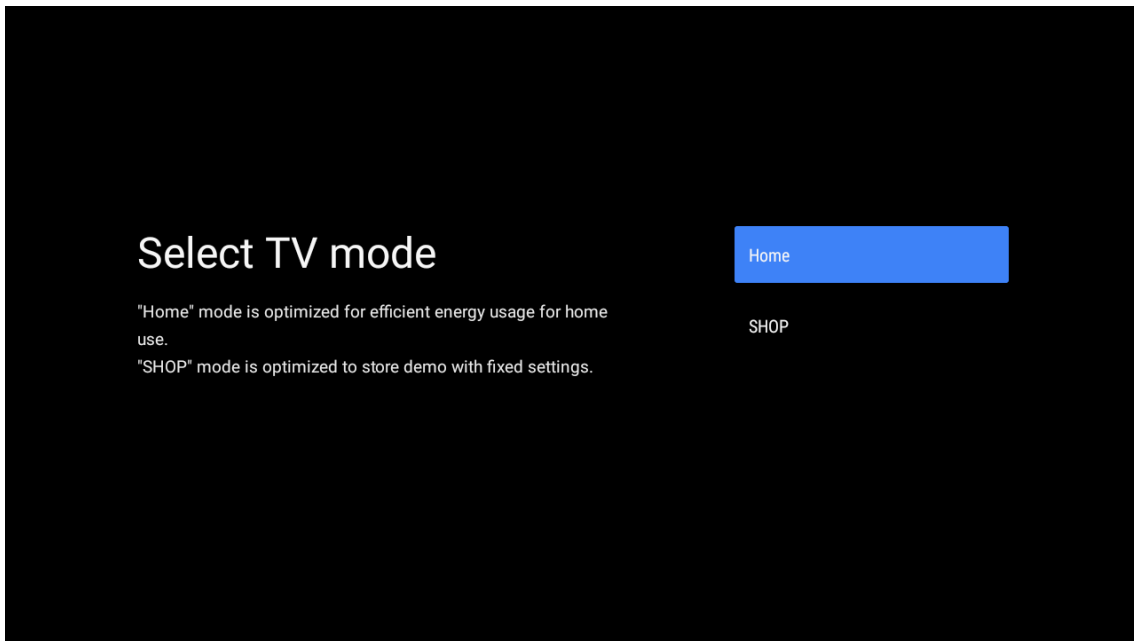 Select TV mode
"Home" mode is optimized for efficient energy usage for home
use.
"SHOP" mode is optimized to store demo with fixed settings.
Home
SHOP